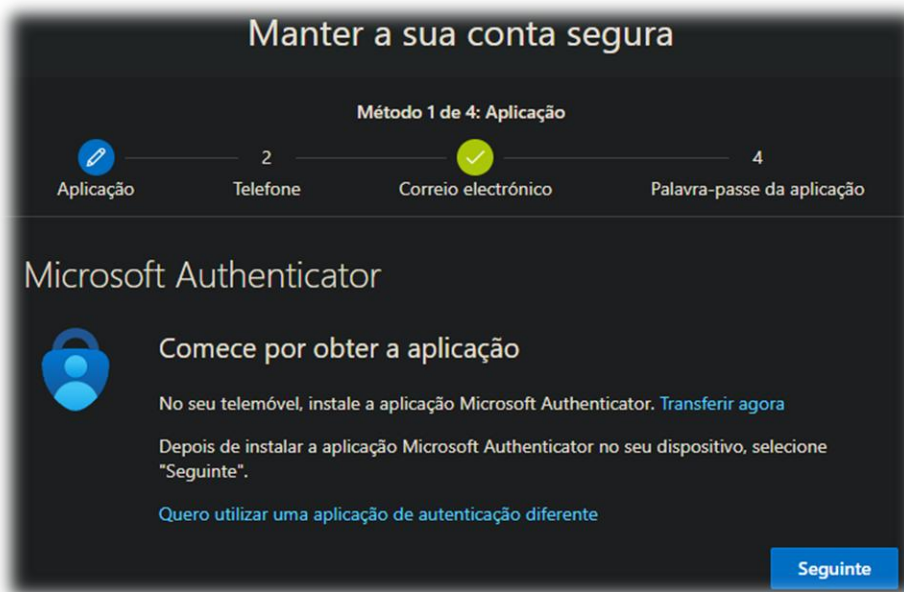 Manter a sua conta segura
Método 1 de 4: Aplicação
2
4
Aplicação
Telefone
Correio electrónico
Palavra-passe da aplicação
Microsoft Authenticator
Comece por obter a aplicação
No seu telemóvel, instale a aplicação Microsoft Authenticator. Transferir agora
Depois de instalar a aplicação Microsoft Authenticator no seu dispositivo, selecione
"Seguinte".
Quero utilizar uma aplicação de autenticação diferente
Seguinte